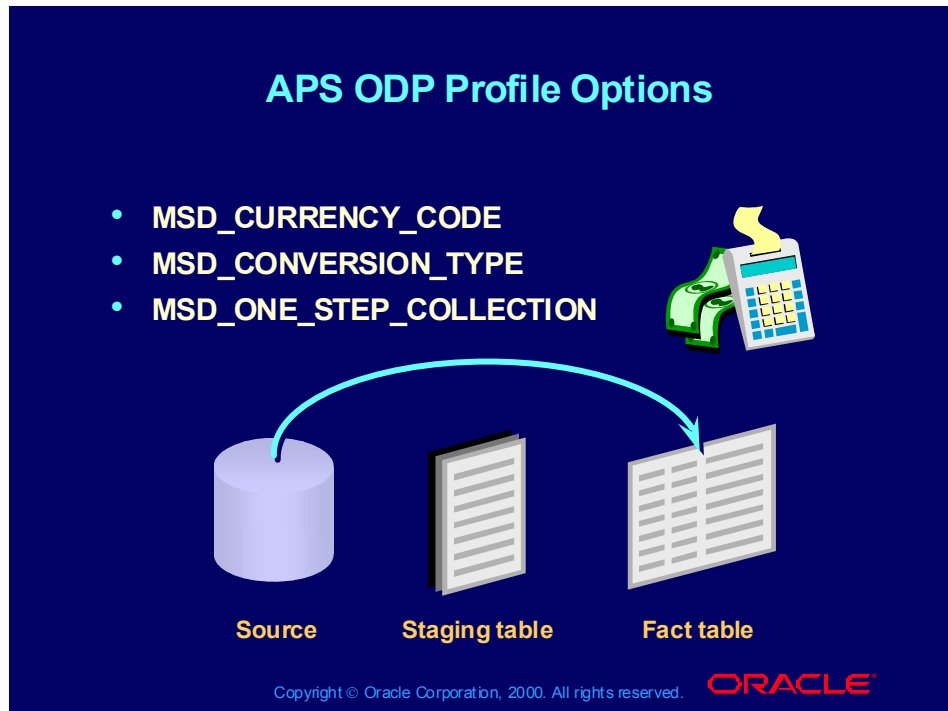 APS ODP Profile Options
• MSD_CURRENCY_CODE
• MSD_CONVERSION_TYPE
• MSD_ONE_STEP_COLLECTION
Source Staging table Fact table
Copyright © Oracle Corporation, 2000. All rights reserved. ORACLE®